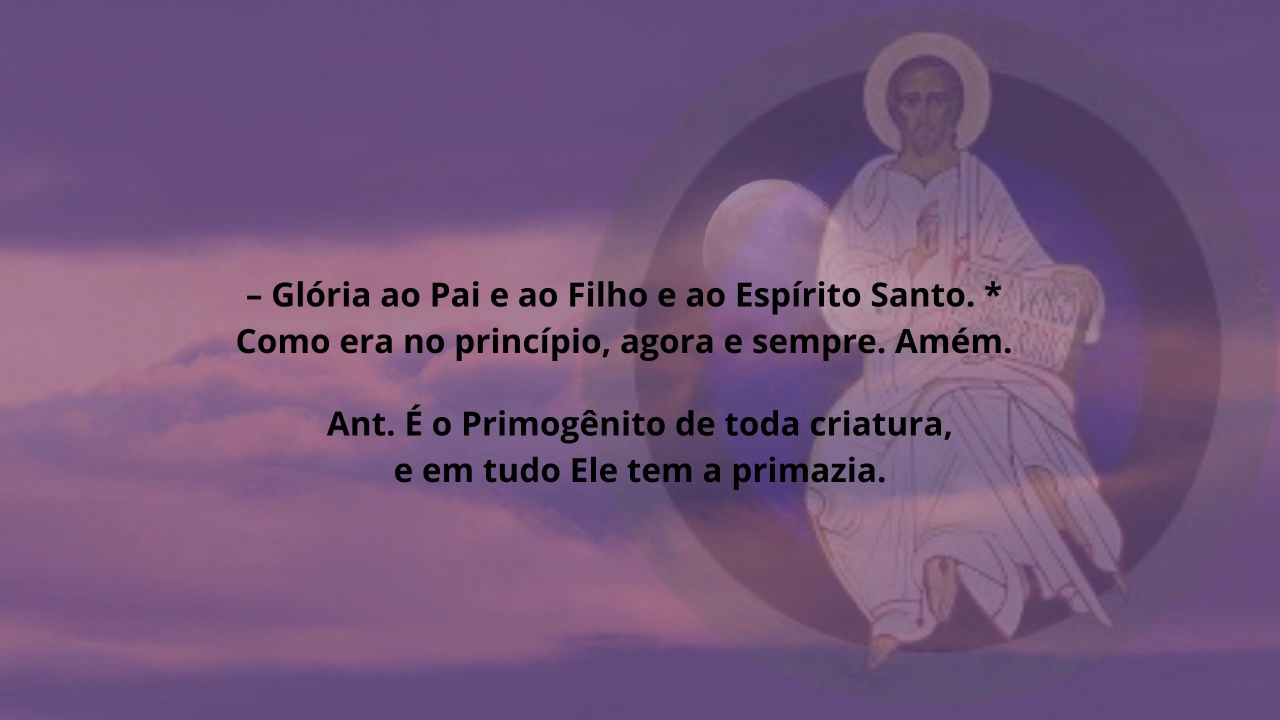 – Glória ao Pai e ao Filho e ao Espírito Santo. *
Como era no princípio, agora e sempre. Amém.
Ant. É o Primogênito de toda criatura,
e em tudo Ele tem a primazia.